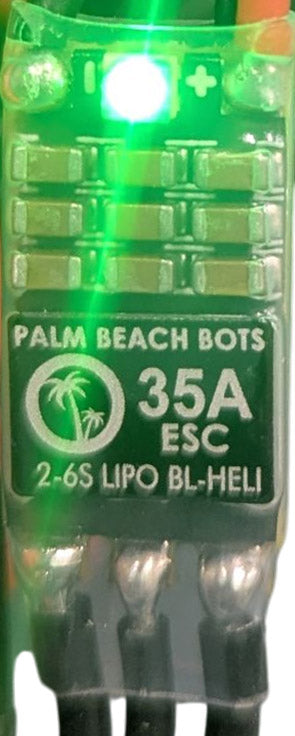 - +
PALM BEACH BOTS
35A
ESC
2-6S LIPO BL-HELI